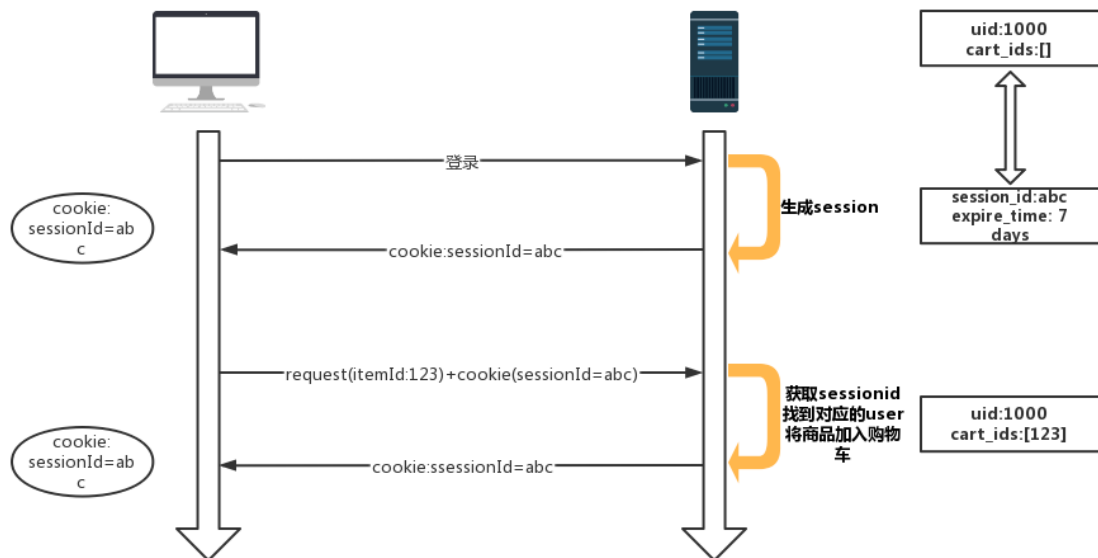 uid:1000
cart_ids:[]
登录
session_id:abc
expire_time: 7
days
cookie:
sessionId=ab
c
生成session
cookie:sessionId=abc
request(itemId:123)+cookie(sessionId=abc)
获取sessionid
找到对应的user
将商品加入购物
车
uid:1000
cart_ids:[123]
cookie:
sessionId=ab
c
cookie:ssessionId=abc